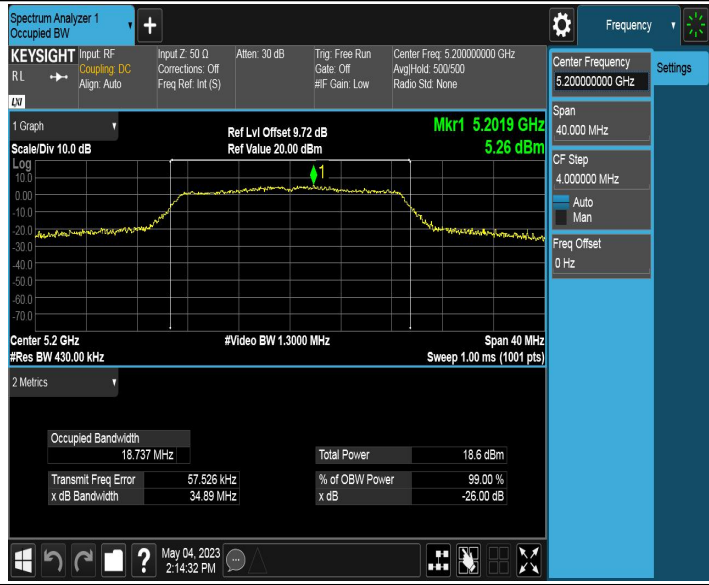 Spectrum Analyzer 1
Occupied BW
+
Frequency
KEYSIGHT
RL
LXI
Input: RF
Coupling: DC
Align: Auto
Input Z: 50 Ω
Corrections: Off
Freq Ref: Int (S)
Atten: 30 dB
Trig: Free Run
Gate: Off
#IF Gain: Low
Center Freq: 5.200000000 GHz
Avg|Hold: 500/500
Radio Std: None
Center Frequency
5.200000000 GHz
Settings
Span
40.000 MHz
CF Step
4.000000 MHz
Auto
Man
Freq Offset
0 Hz
1 Graph
Scale/Div 10.0 dB
Ref Lvl Offset 9.72 dB
Ref Value 20.00 dBm
Mkr1 5.2019 GHz
5.26 dBm
Log
10.0
0.00
-10.0
-20.0
-30.0
-40.0
-50.0
-60.0
-70.0
1
Center 5.2 GHz
#Res BW 430.00 kHz
#Video BW 1.3000 MHz
Span 40 MHz
Sweep 1.00 ms (1001 pts)
2 Metrics
Occupied Bandwidth
18.737 MHz
Total Power 18.6 dBm
Transmit Freq Error 57.526 kHz
% of OBW Power 99.00 %
x dB Bandwidth 34.89 MHz
x dB -26.00 dB
?
May 04, 2023
2:14:32 PM